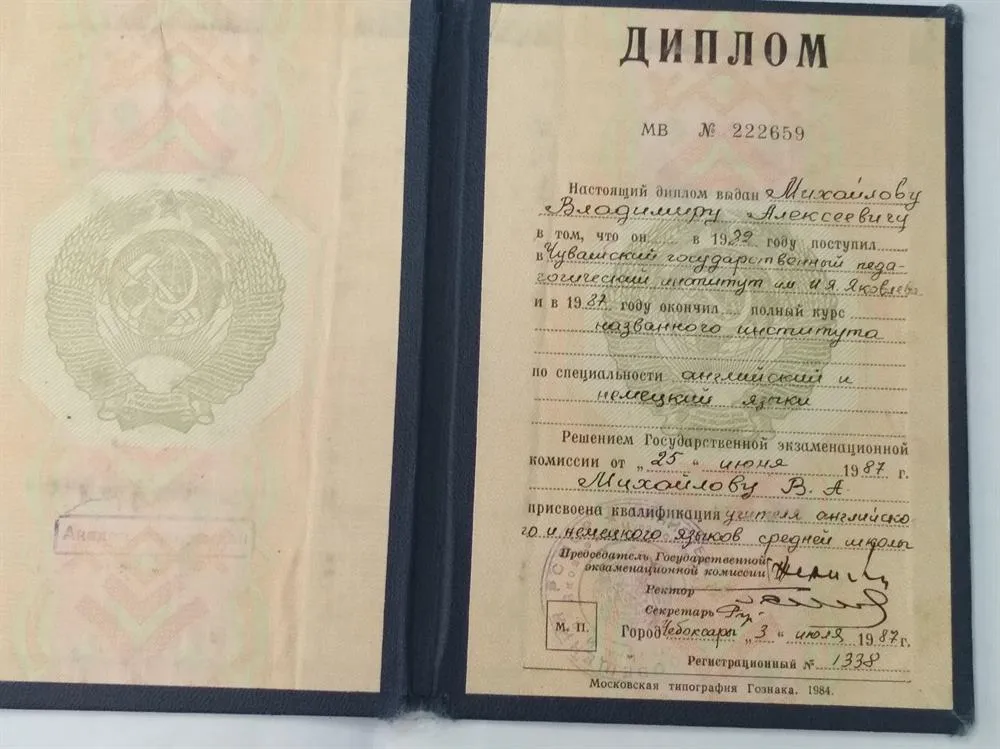 ДИПЛОМ
МВ № 222659
Настоящий диплом выдан Михайлову
Владимиру Алексеевичу
в том, что он в 19 году поступил
в Чувашский государственный педа-
гогический институт им. И.Я. Яковлева
и в 1987 году окончил полный курс
названного института
по специальности английский и
немецкий языки
Решением Государственной экзаменационной
комиссии от „25“ июня 1987 г.
Михайлову В. А.
присвоена квалификация учителя английско-
го и немецкого языков средней школы
Председатель Государственной
экзаменационной комиссии
Ректор
Секретарь
М. П.
Город Чебоксары „3“ июля 1987 г.
Регистрационный № 1338
Московская типография Гознака. 1984.